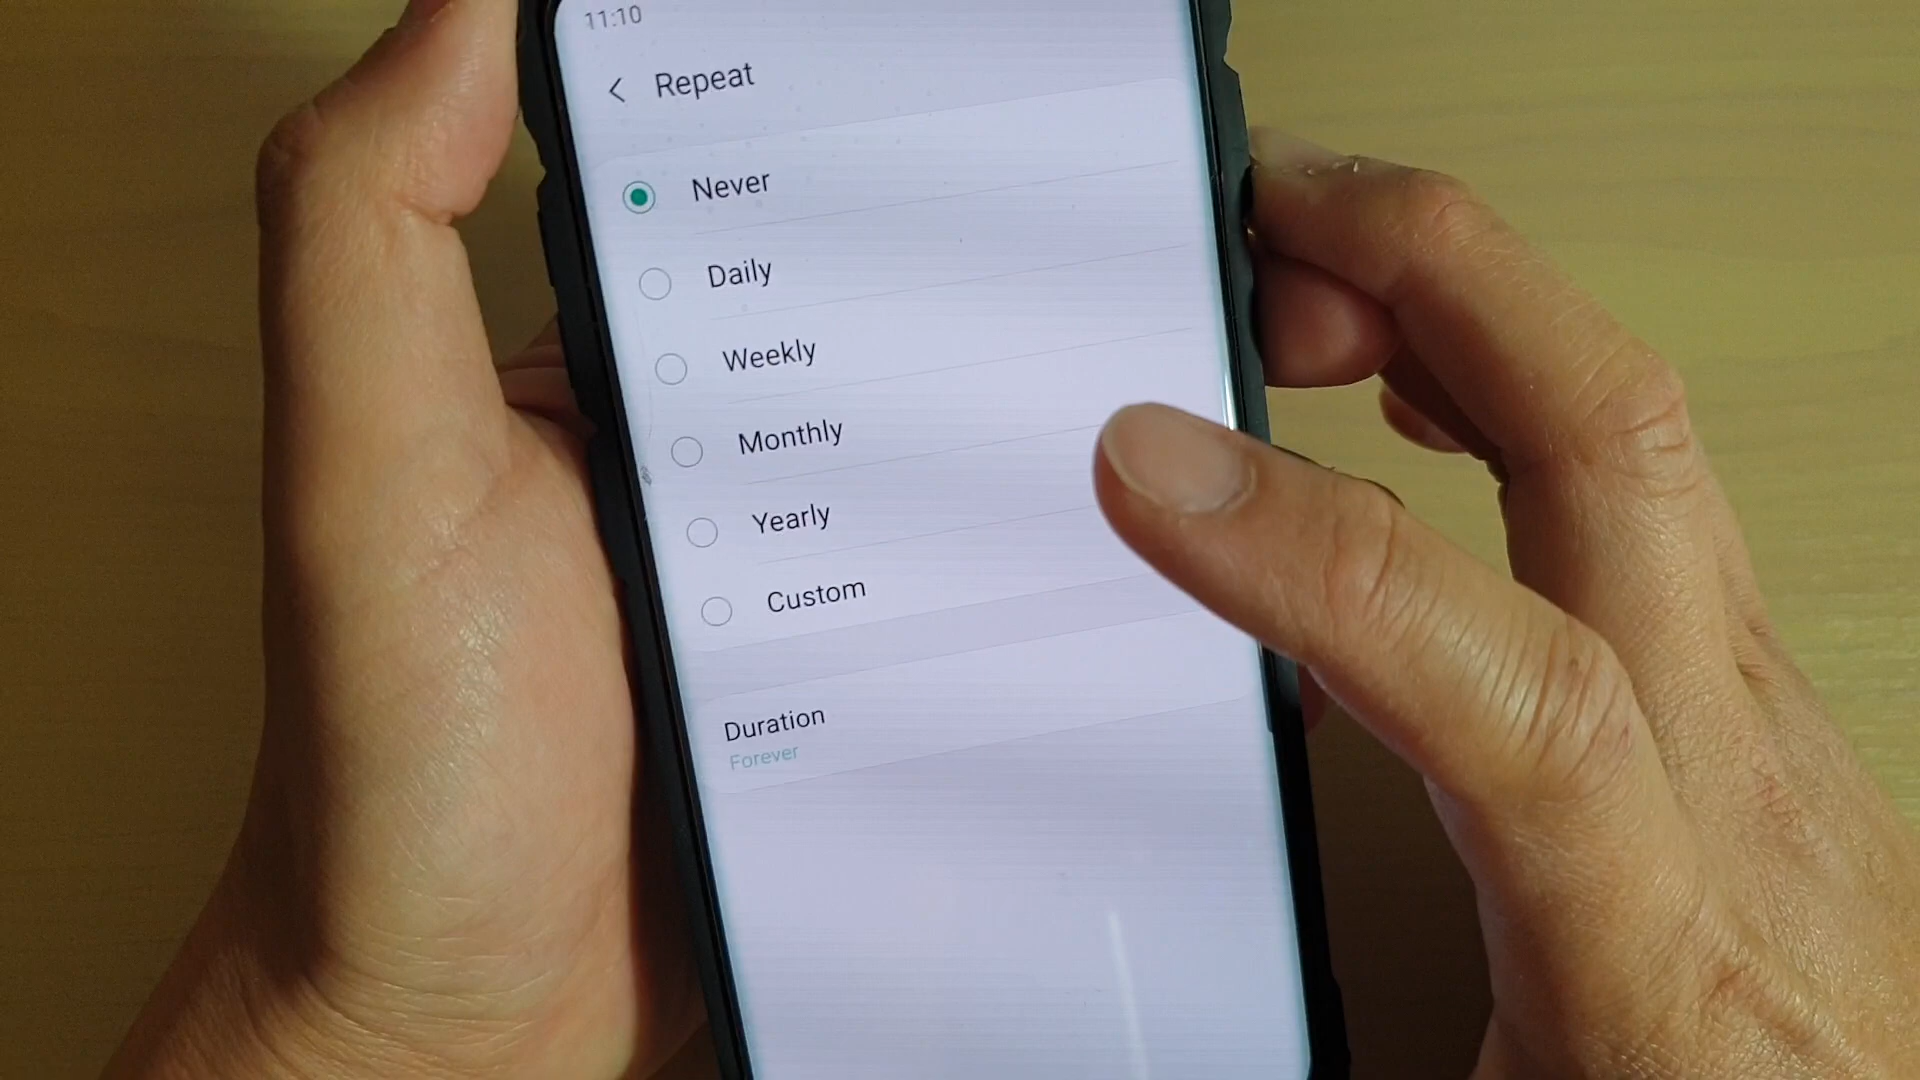 11:10
Repeat
Never
Daily
Weekly
Monthly
Yearly
Custom
Duration
Forever